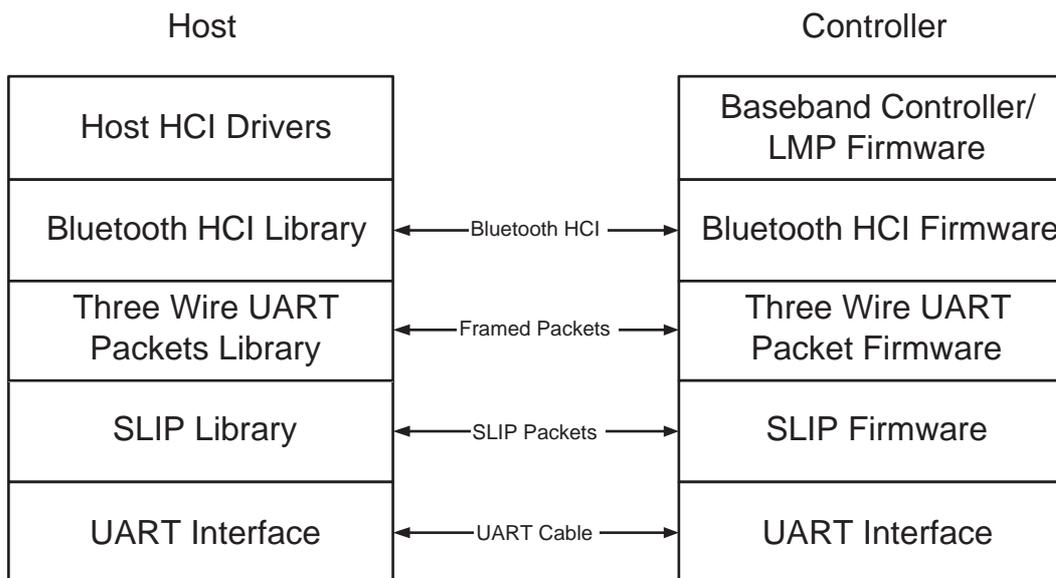 Host
Controller
Host HCI Drivers
Baseband Controller/
LMP Firmware
Bluetooth HCI Library
Bluetooth HCI
Bluetooth HCI Firmware
Three Wire UART
Packets Library
Framed Packets
Three Wire UART
Packet Firmware
SLIP Library
SLIP Packets
SLIP Firmware
UART Interface
UART Cable
UART Interface